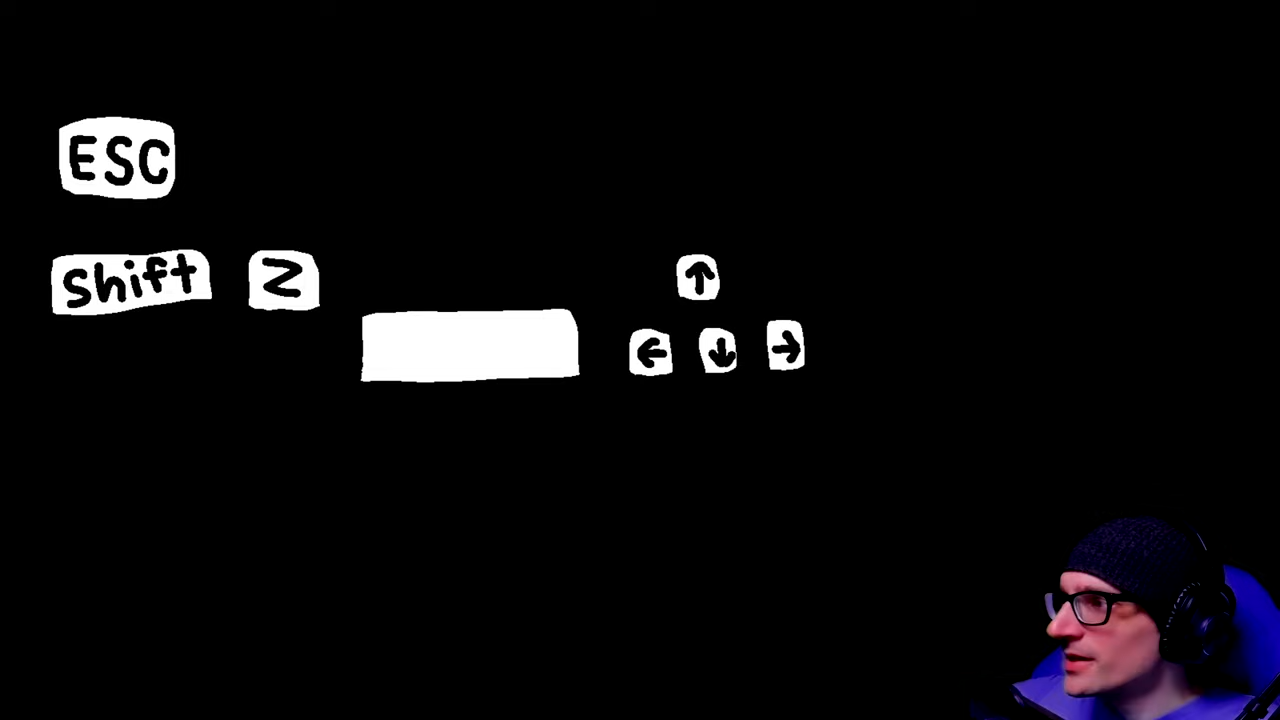 ESC
Shift Z
↑
← ↓ →